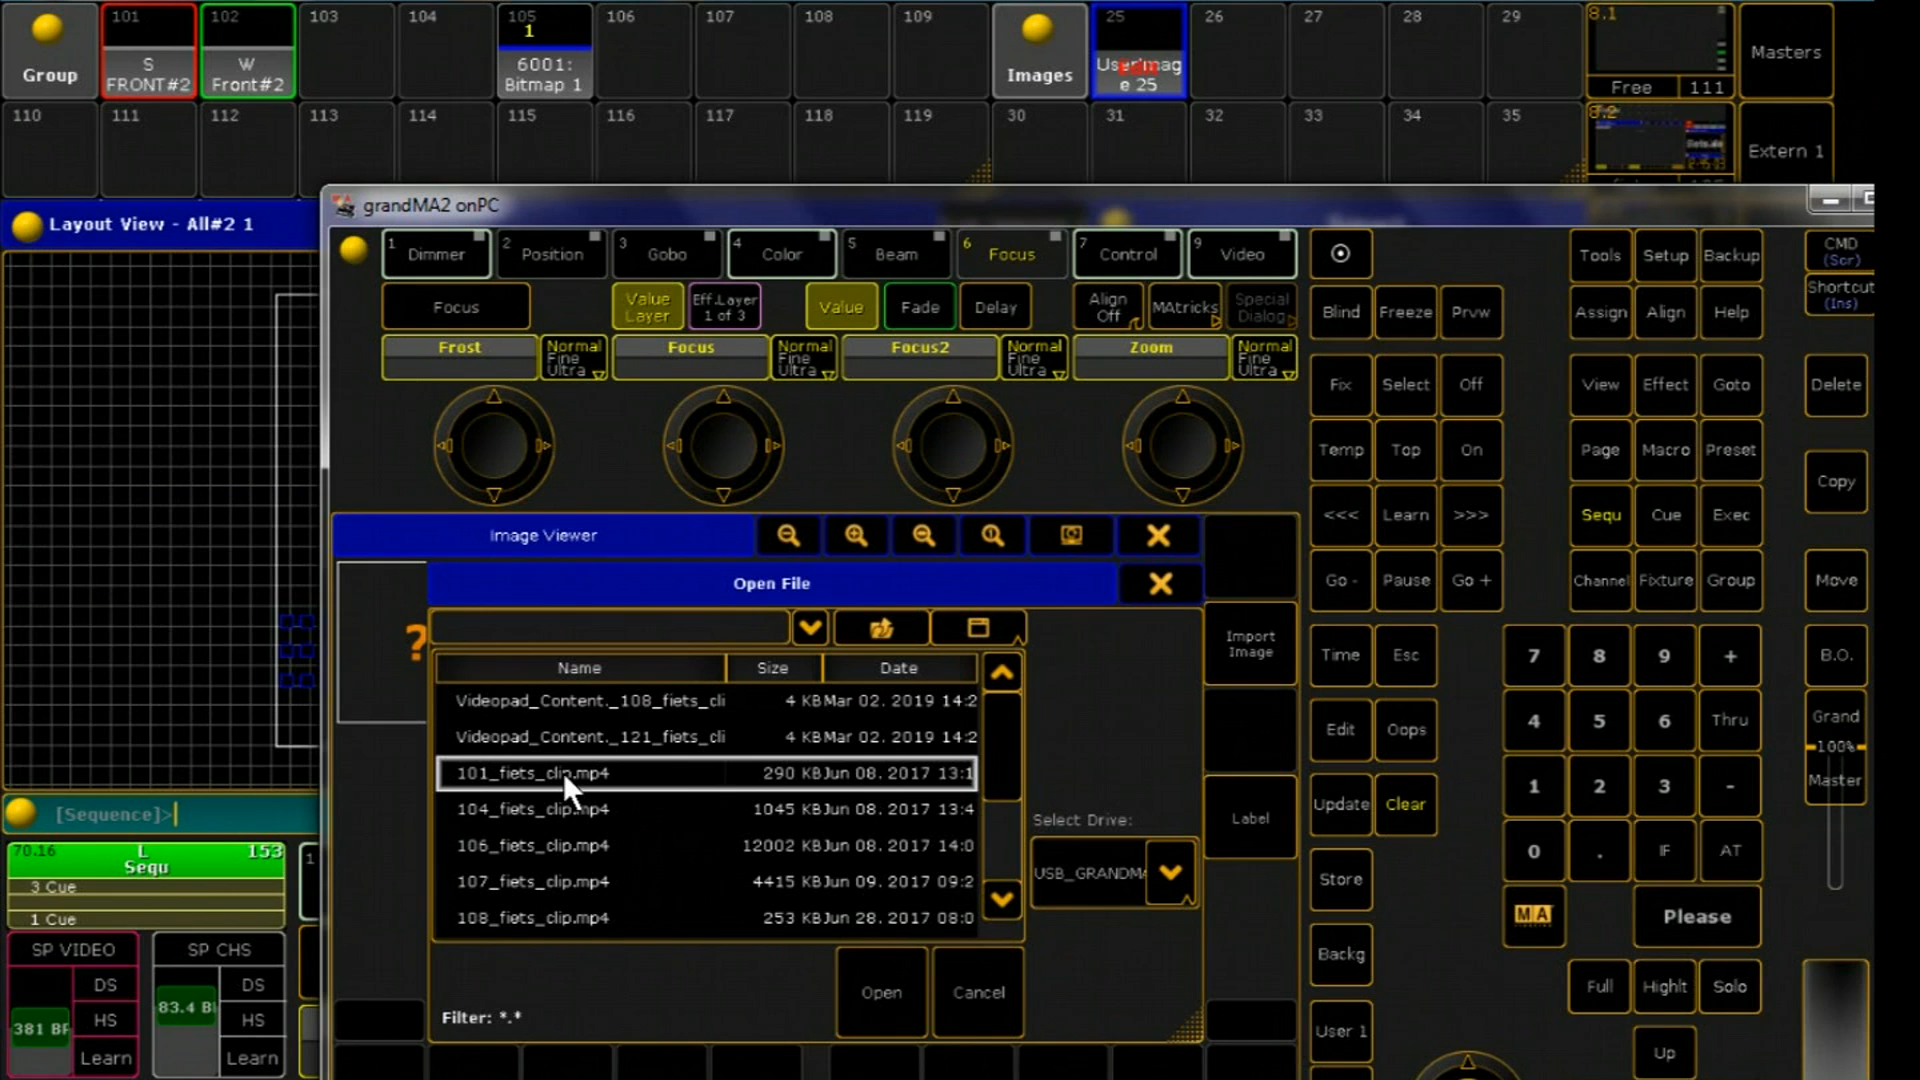 101 102 103 104 105 106 107 108 109 25 26 27 28 29 8.1
1
Group
S
FRONT#2
W
Front#2
6001:
Bitmap 1
Images
UserImag
e 25
Masters
Free 111
110 111 112 113 114 115 116 117 118 119 30 31 32 33 34 35 8.2
Extern 1
Layout View - All#2 1
grandMA2 onPC
1 Dimmer
2 Position
3 Gobo
4 Color
5 Beam
6 Focus
7 Control
9 Video
Focus
Value
Layer
Eff.Layer
1 of 3
Value
Fade
Delay
Align
Off
MAtricks
Special
Dialog
Frost
Normal
Fine
Ultra
Focus
Normal
Fine
Ultra
Focus2
Normal
Fine
Ultra
Zoom
Normal
Fine
Ultra
Image Viewer
Open File
?
Name Size Date
Videopad_Content._108_fiets_cli 4 KB Mar 02. 2019 14:2
Videopad_Content._121_fiets_cli 4 KB Mar 02. 2019 14:2
101_fiets_clip.mp4 290 KB Jun 08. 2017 13:1
104_fiets_clip.mp4 1045 KB Jun 08. 2017 13:4
106_fiets_clip.mp4 12002 KB Jun 08. 2017 14:0
107_fiets_clip.mp4 4415 KB Jun 09. 2017 09:2
108_fiets_clip.mp4 253 KB Jun 28. 2017 08:0
Select Drive:
USB_GRANDMA
Open
Cancel
Filter: *.*
Import
Image
Label
Tools Setup Backup
CMD
(Scr)
Blind Freeze Prvw
Assign Align Help
Shortcut
(Ins)
Fix Select Off
View Effect Goto
Delete
Temp Top On
Page Macro Preset
Copy
<<< Learn >>>
Sequ Cue Exec
Go - Pause Go +
Channel Fixture Group
Move
Time Esc
7 8 9 +
B.O.
Edit Oops
4 5 6 Thru
Grand
100%
Master
Update Clear
1 2 3 -
Store
0 . IF AT
MA
Please
Backg
Full Highlt Solo
User 1
Up
[Sequence]>
70.16 L 153
Sequ
3 Cue
1 Cue
1
SP VIDEO
DS
HS
381 BP
Learn
SP CHS
DS
83.4 B
HS
Learn